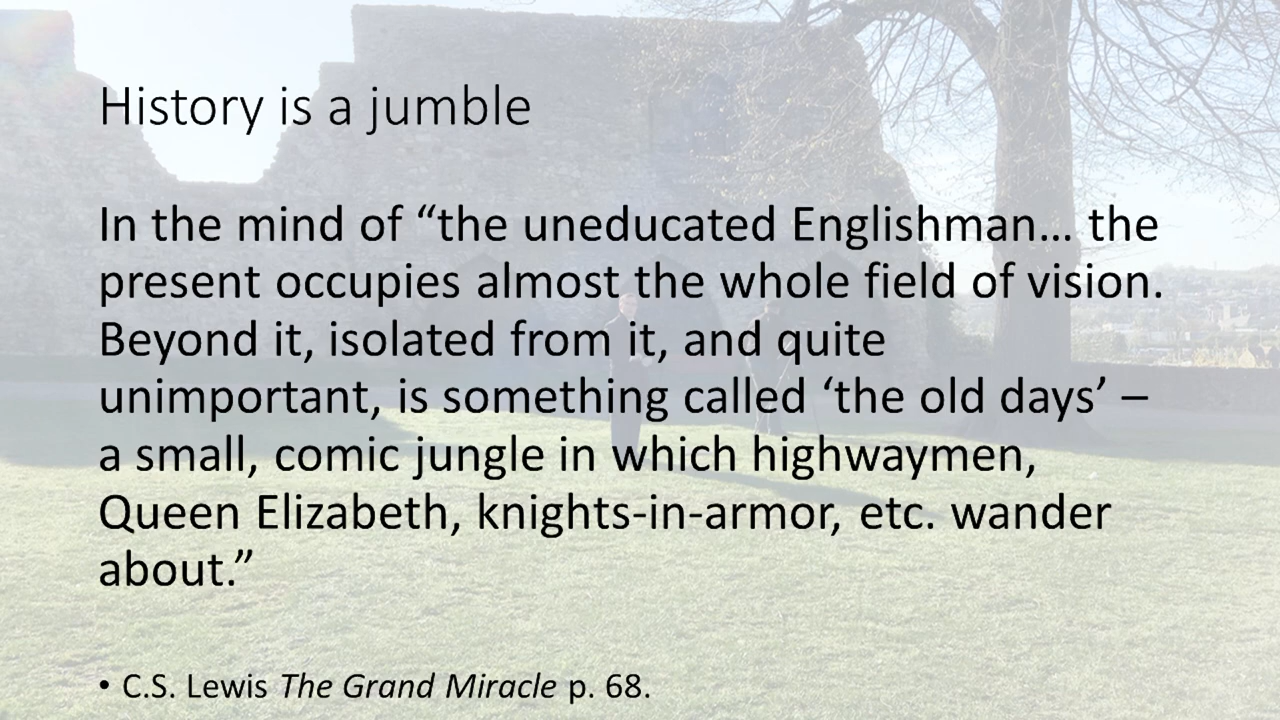 History is a jumble
In the mind of “the uneducated Englishman… the
present occupies almost the whole field of vision.
Beyond it, isolated from it, and quite
unimportant, is something called ‘the old days’ –
a small, comic jungle in which highwaymen,
Queen Elizabeth, knights-in-armor, etc. wander
about.”
• C.S. Lewis The Grand Miracle p. 68.